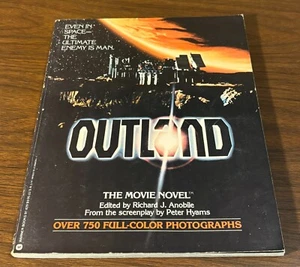 EVEN IN
SPACE—
THE
ULTIMATE
ENEMY IS MAN.
OUTLAND
THE MOVIE NOVEL™
Edited by Richard J. Anobile
From the screenplay by Peter Hyams
OVER 750 FULL-COLOR PHOTOGRAPHS